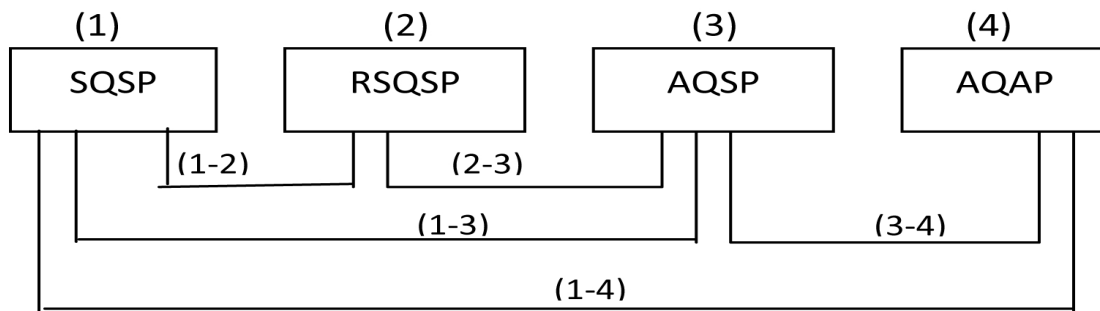 (1) (2) (3) (4)
SQSP RSQSP AQSP AQAP
(1-2) (2-3)
(1-3) (3-4)
(1-4)